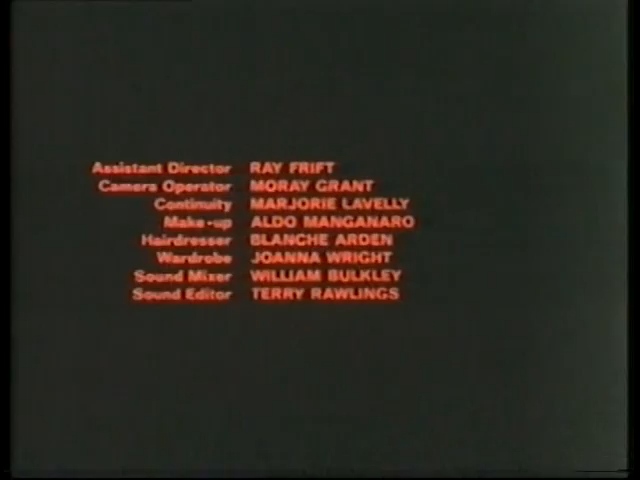 Assistant Director RAY FRIFT
Camera Operator MORAY GRANT
Continuity MARJORIE LAVELLY
Make-up ALDO MANGANARO
Hairdresser BLANCHE ARDEN
Wardrobe JOANNA WRIGHT
Sound Mixer WILLIAM BULKLEY
Sound Editor TERRY RAWLINGS